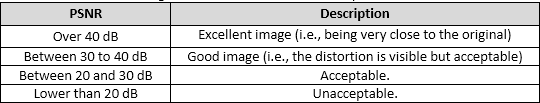 PSNR Description
Over 40 dB Excellent image (i.e., being very close to the original)
Between 30 to 40 dB Good image (i.e., the distortion is visible but acceptable)
Between 20 and 30 dB Acceptable.
Lower than 20 dB Unacceptable.